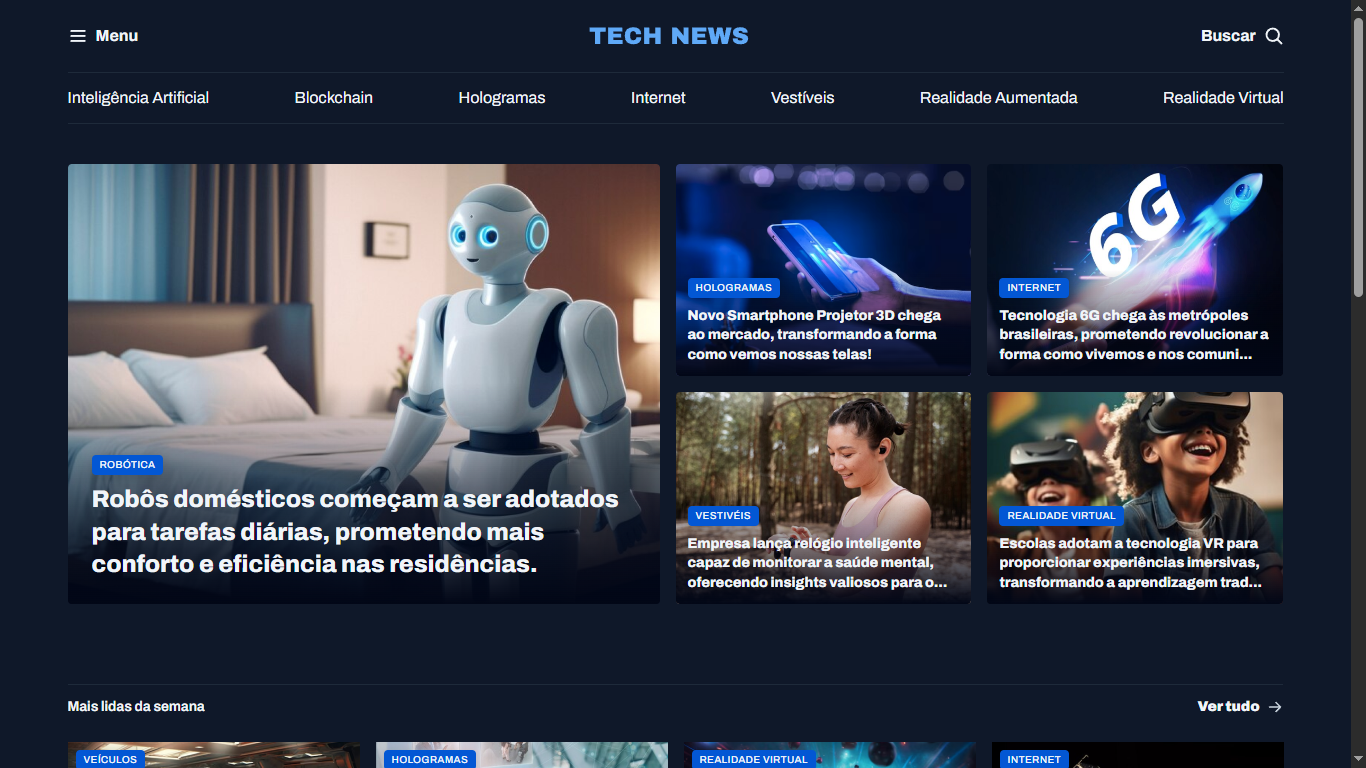 Menu
TECH NEWS
Buscar
Inteligência Artificial
Blockchain
Hologramas
Internet
Vestíveis
Realidade Aumentada
Realidade Virtual
ROBÓTICA
Robôs domésticos começam a ser adotados
para tarefas diárias, prometendo mais
conforto e eficiência nas residências.
HOLOGRAMAS
Novo Smartphone Projetor 3D chega
ao mercado, transformando a forma
como vemos nossas telas!
6G
INTERNET
Tecnologia 6G chega às metrópoles
brasileiras, prometendo revolucionar a
forma como vivemos e nos comuni...
VESTIVÉIS
Empresa lança relógio inteligente
capaz de monitorar a saúde mental,
oferecendo insights valiosos para o...
REALIDADE VIRTUAL
Escolas adotam a tecnologia VR para
proporcionar experiências imersivas,
transformando a aprendizagem trad...
Mais lidas da semana
Ver tudo
VEÍCULOS
HOLOGRAMAS
REALIDADE VIRTUAL
INTERNET